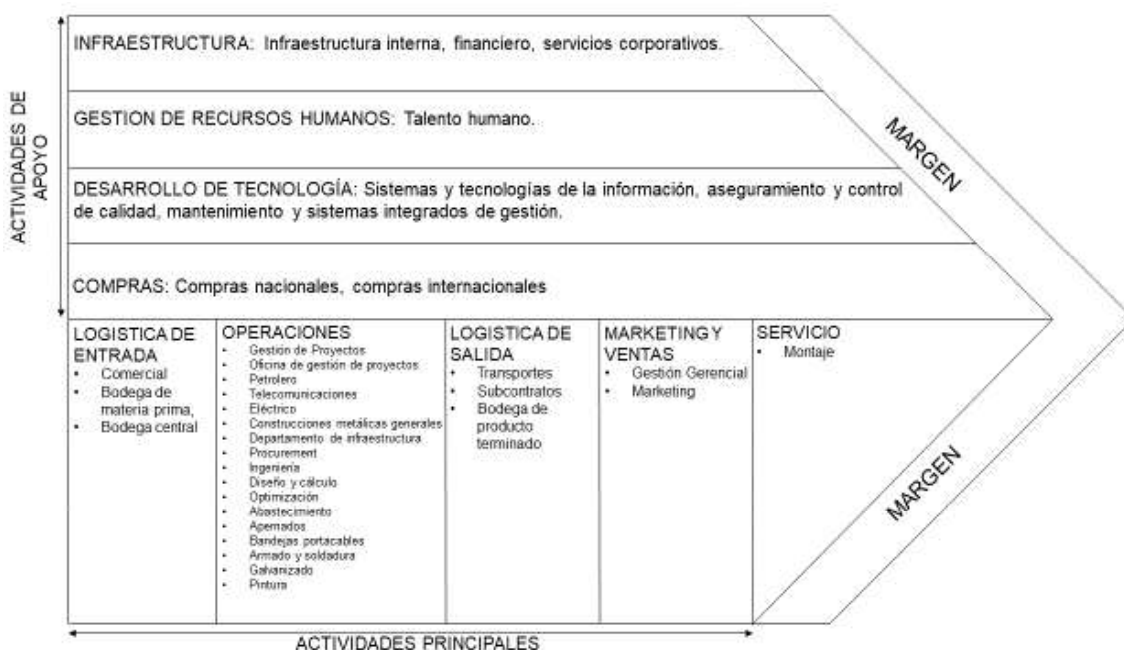 ACTIVIDADES DE
APOYO
INFRAESTRUCTURA: Infraestructura interna, financiero, servicios corporativos.
GESTION DE RECURSOS HUMANOS: Talento humano.
DESARROLLO DE TECNOLOGÍA: Sistemas y tecnologías de la información, aseguramiento y control
de calidad, mantenimiento y sistemas integrados de gestión.
COMPRAS: Compras nacionales, compras internacionales
MARGEN
LOGISTICA DE
ENTRADA
• Comercial
• Bodega de
materia prima,
• Bodega central
OPERACIONES
• Gestión de Proyectos
• Oficina de gestión de proyectos
• Petrolero
• Telecomunicaciones
• Eléctrico
• Construcciones metálicas generales
• Departamento de infraestructura
• Procurement
• Ingeniería
• Diseño y cálculo
• Optimización
• Abastecimiento
• Apernados
• Bandejas portacables
• Armado y soldadura
• Galvanizado
• Pintura
LOGISTICA DE
SALIDA
• Transportes
• Subcontratos
• Bodega de
producto
terminado
MARKETING Y
VENTAS
• Gestión Gerencial
• Marketing
SERVICIO
• Montaje
MARGEN
ACTIVIDADES PRINCIPALES